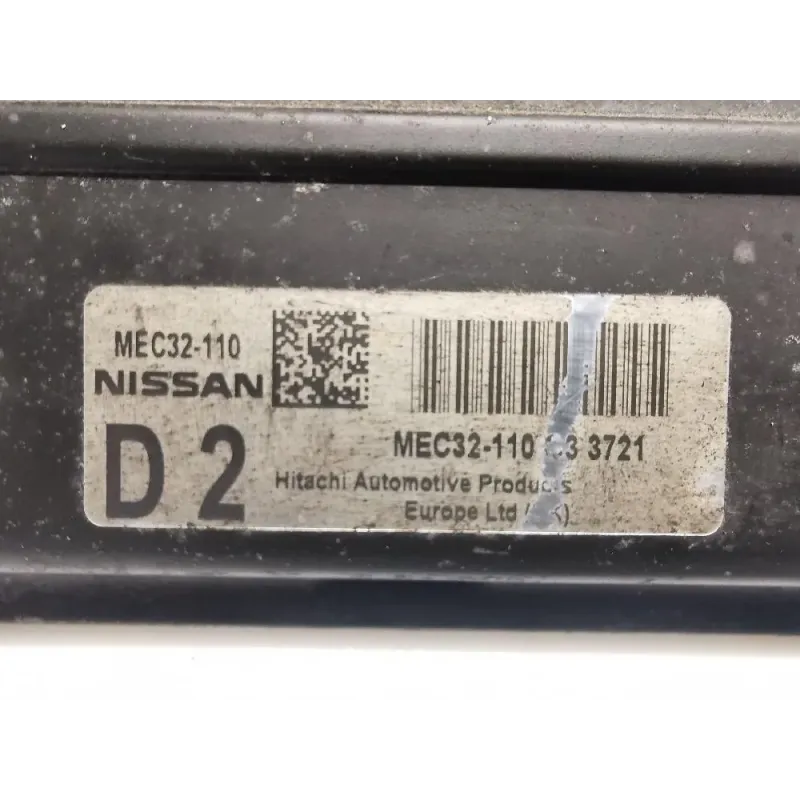 MEC32-110
NISSAN
D 2
MEC32-110 3721
Hitachi Automotive Products
Europe Ltd